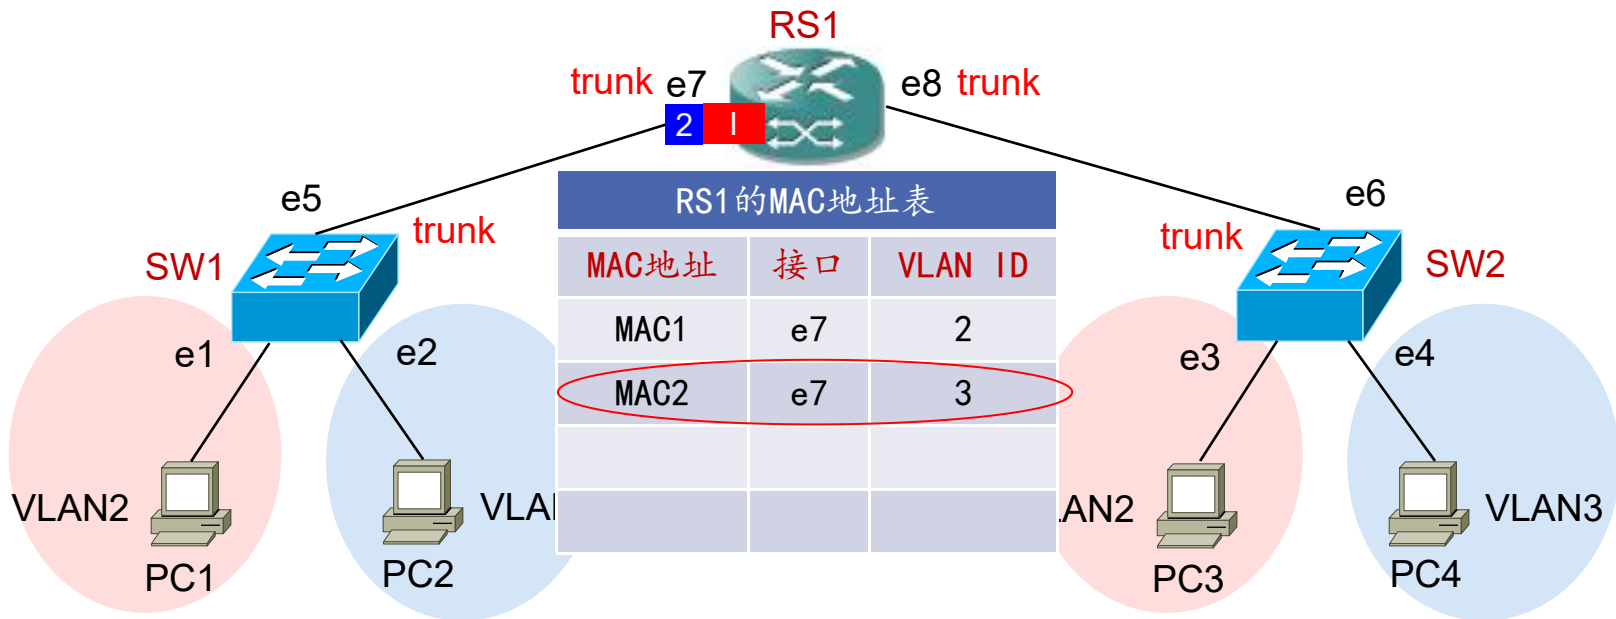 RS1
trunk e7
e8 trunk
2 I
e5
trunk
SW1
e1
e2
VLAN2
PC1
VLA
PC2
RS1的MAC地址表
MAC地址 接口 VLAN ID
MAC1 e7 2
MAC2 e7 3
e6
trunk
SW2
e3
e4
LAN2
PC3
VLAN3
PC4